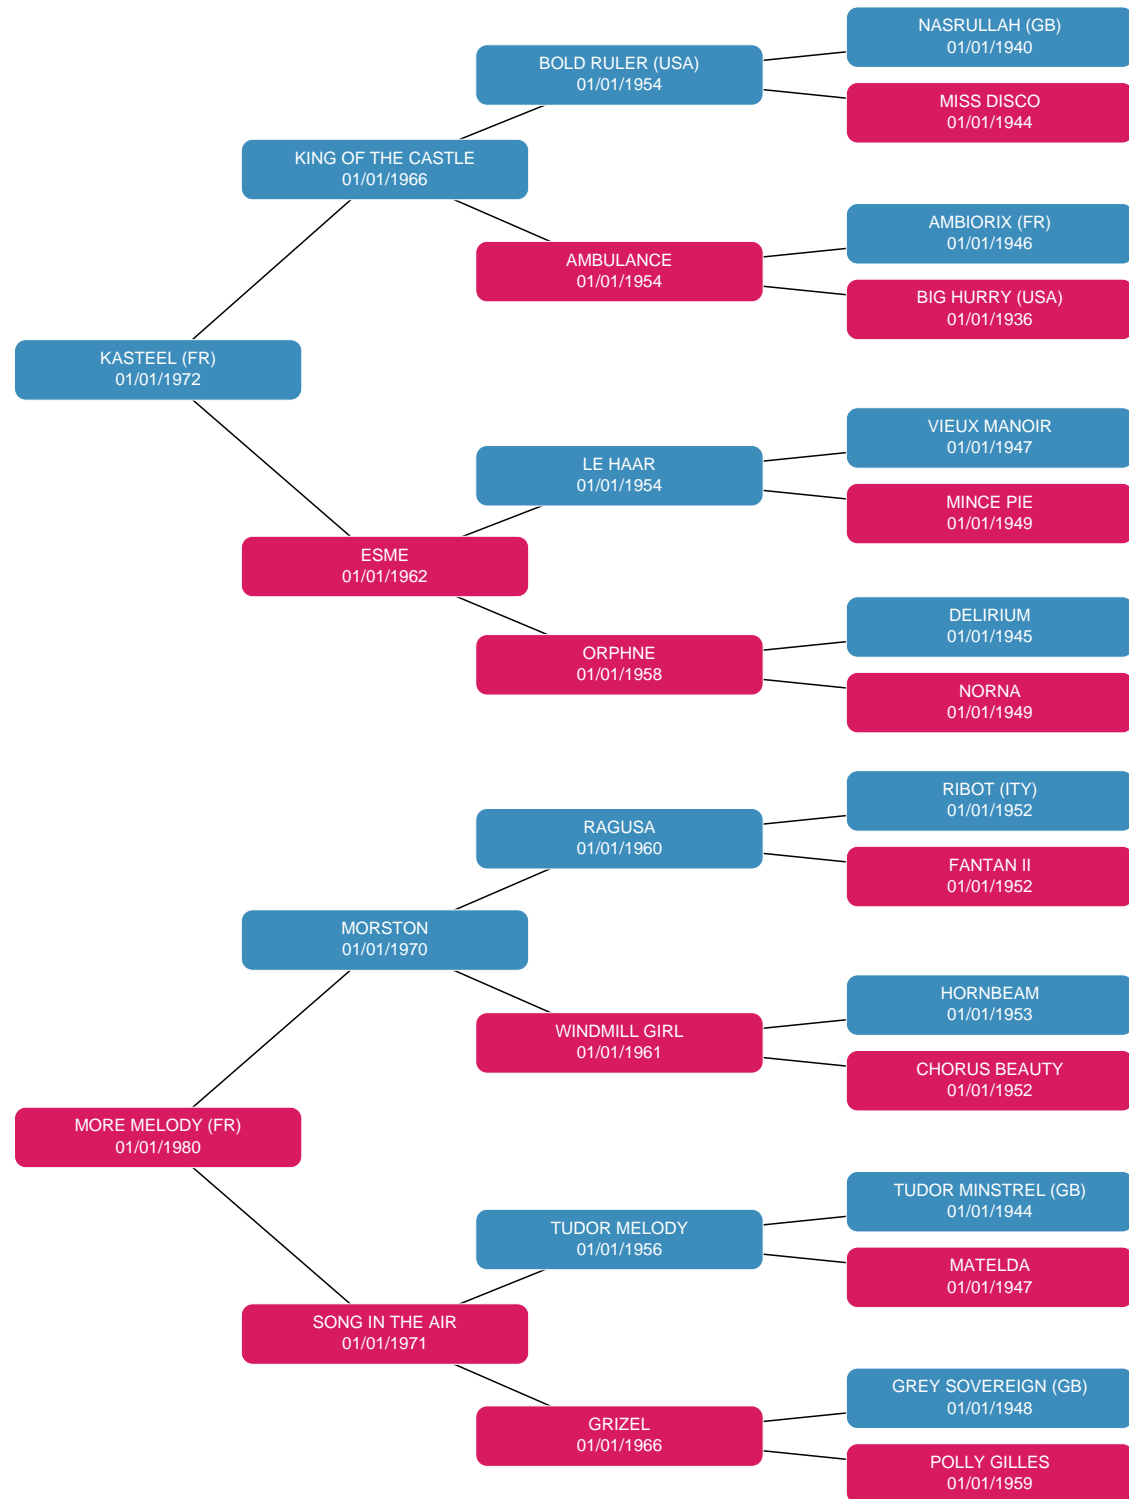 NASRULLAH (GB)
01/01/1940
BOLD RULER (USA)
01/01/1954
MISS DISCO
01/01/1944
KING OF THE CASTLE
01/01/1966
AMBIORIX (FR)
01/01/1946
AMBULANCE
01/01/1954
BIG HURRY (USA)
01/01/1936
KASTEEL (FR)
01/01/1972
VIEUX MANOIR
01/01/1947
LE HAAR
01/01/1954
MINCE PIE
01/01/1949
ESME
01/01/1962
DELIRIUM
01/01/1945
ORPHNE
01/01/1958
NORNA
01/01/1949
RIBOT (ITY)
01/01/1952
RAGUSA
01/01/1960
FANTAN II
01/01/1952
MORSTON
01/01/1970
HORNBEAM
01/01/1953
WINDMILL GIRL
01/01/1961
CHORUS BEAUTY
01/01/1952
MORE MELODY (FR)
01/01/1980
TUDOR MINSTREL (GB)
01/01/1944
TUDOR MELODY
01/01/1956
MATELDA
01/01/1947
SONG IN THE AIR
01/01/1971
GREY SOVEREIGN (GB)
01/01/1948
GRIZEL
01/01/1966
POLLY GILLES
01/01/1959